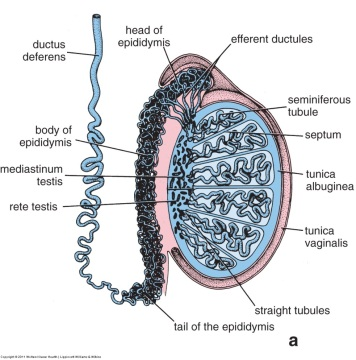 head of
epididymis
efferent ductules
ductus
deferens
seminiferous
tubule
body of
epididymis
septum
mediastinum
testis
tunica
albuginea
rete testis
tunica
vaginalis
straight tubules
tail of the epididymis
a